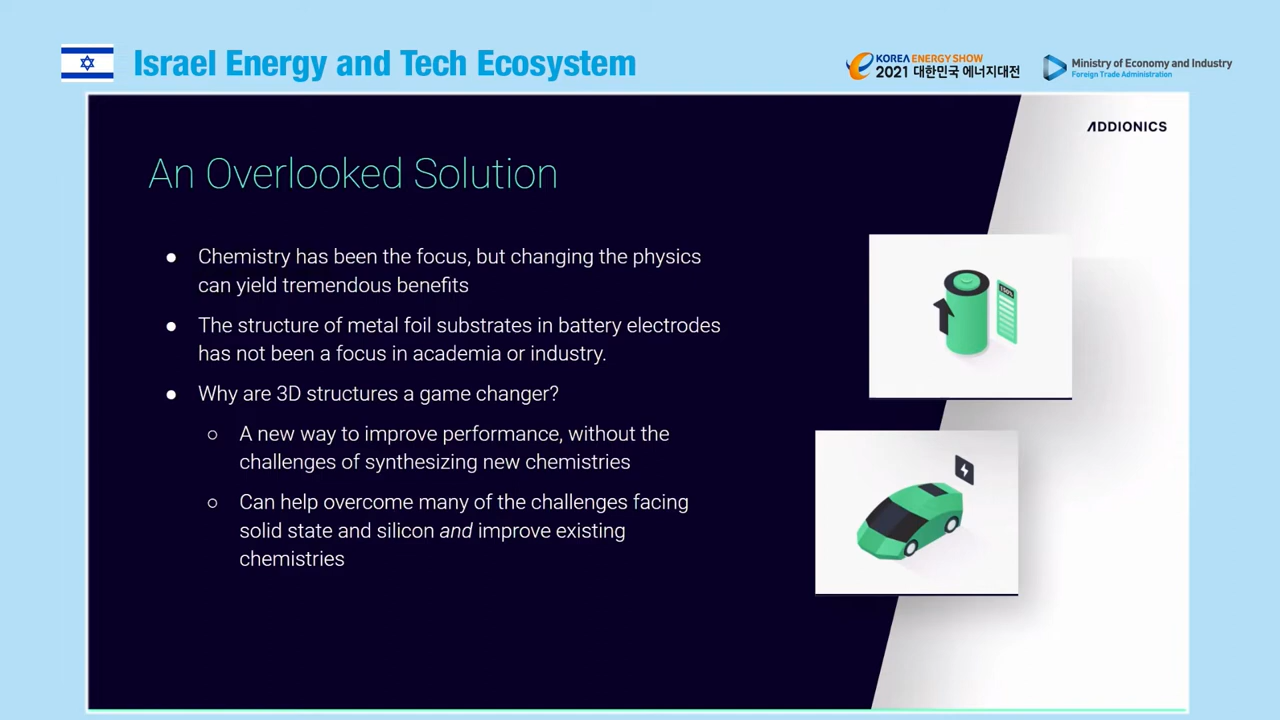 Israel Energy and Tech Ecosystem
KOREA ENERGY SHOW
2021 대한민국 에너지대전
Ministry of Economy and Industry
Foreign Trade Administration
ADDIONICS
An Overlooked Solution
● Chemistry has been the focus, but changing the physics
can yield tremendous benefits
● The structure of metal foil substrates in battery electrodes
has not been a focus in academia or industry.
● Why are 3D structures a game changer?
○ A new way to improve performance, without the
challenges of synthesizing new chemistries
○ Can help overcome many of the challenges facing
solid state and silicon and improve existing
chemistries
100%